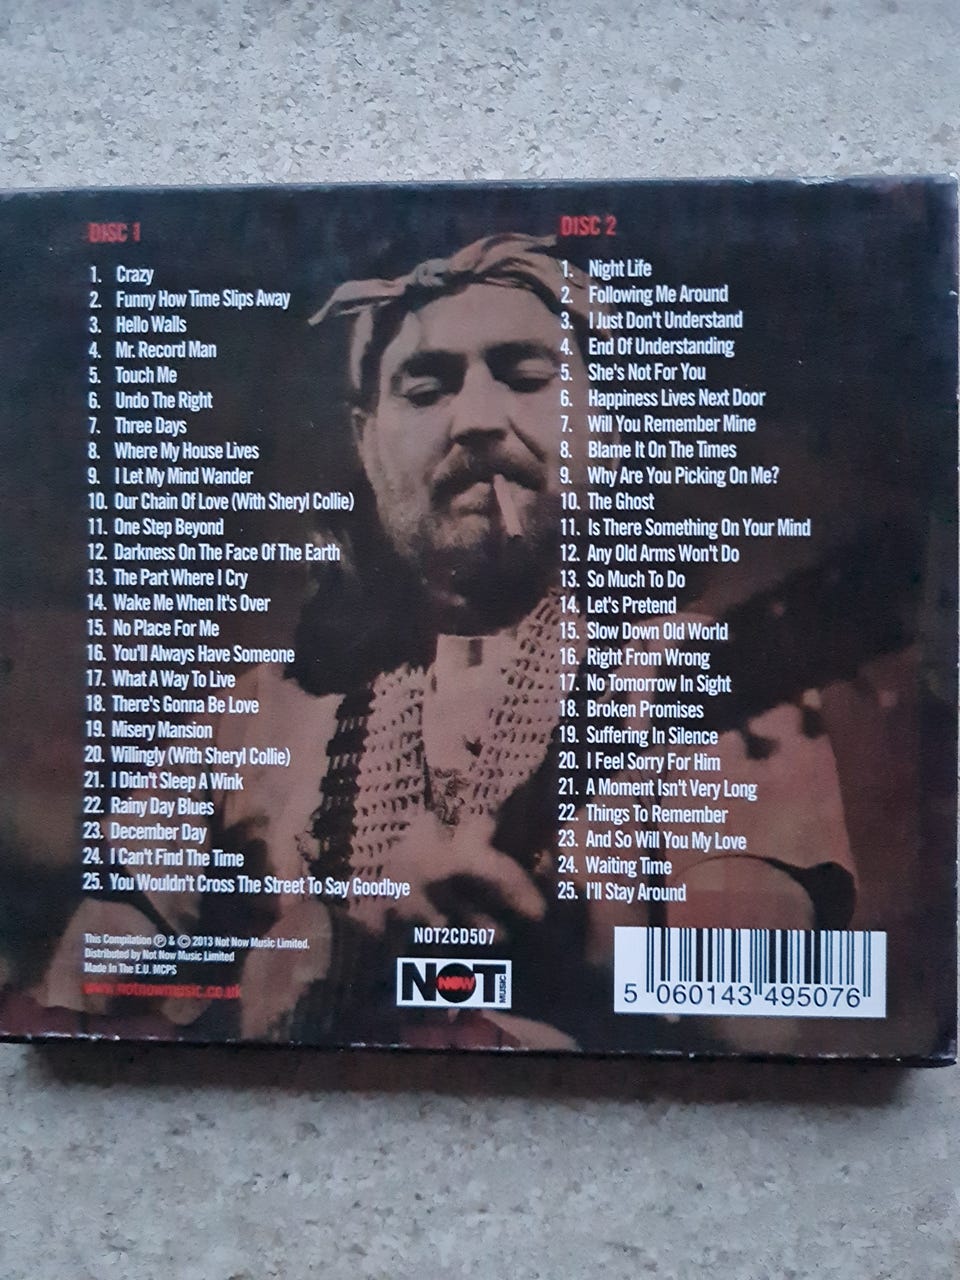 DISC 1
1. Crazy
2. Funny How Time Slips Away
3. Hello Walls
4. Mr. Record Man
5. Touch Me
6. Undo The Right
7. Three Days
8. Where My House Lives
9. I Let My Mind Wander
10. Our Chain Of Love (With Sheryl Collie)
11. One Step Beyond
12. Darkness On The Face Of The Earth
13. The Part Where I Cry
14. Wake Me When It's Over
15. No Place For Me
16. You'll Always Have Someone
17. What A Way To Live
18. There's Gonna Be Love
19. Misery Mansion
20. Willingly (With Sheryl Collie)
21. I Didn't Sleep A Wink
22. Rainy Day Blues
23. December Day
24. I Can't Find The Time
25. You Wouldn't Cross The Street To Say Goodbye
DISC 2
1. Night Life
2. Following Me Around
3. I Just Don't Understand
4. End Of Understanding
5. She's Not For You
6. Happiness Lives Next Door
7. Will You Remember Mine
8. Blame It On The Times
9. Why Are You Picking On Me?
10. The Ghost
11. Is There Something On Your Mind
12. Any Old Arms Won't Do
13. So Much To Do
14. Let's Pretend
15. Slow Down Old World
16. Right From Wrong
17. No Tomorrow In Sight
18. Broken Promises
19. Suffering In Silence
20. I Feel Sorry For Him
21. A Moment Isn't Very Long
22. Things To Remember
23. And So Will You My Love
24. Waiting Time
25. I'll Stay Around
This Compilation Ⓟ & © 2013 Not Now Music Limited.
Distributed by Not Now Music Limited
Made In The E.U. MCPS
www.notnowmusic.co.uk
NOT2CD507
NOT NOW MUSIC
5 060143 495076